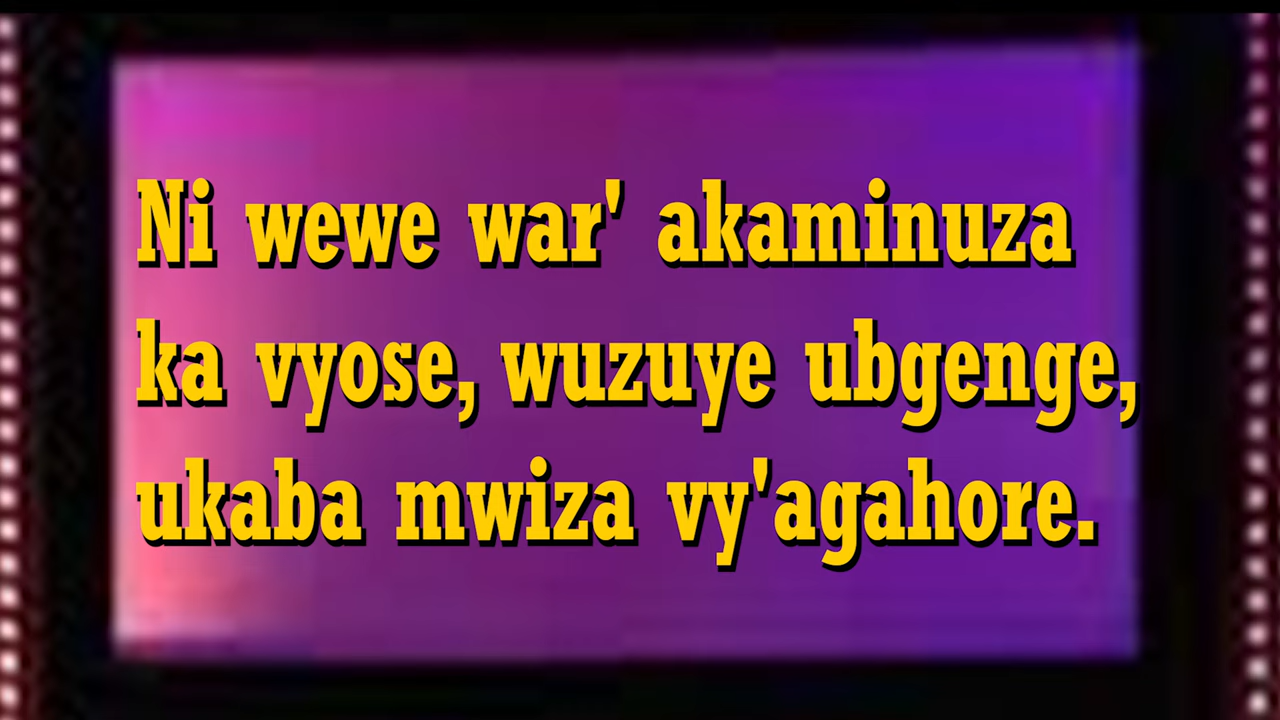 Ni wewe war' akaminuza
ka vyose, wuzuye ubgenge,
ukaba mwiza vy'agahore.